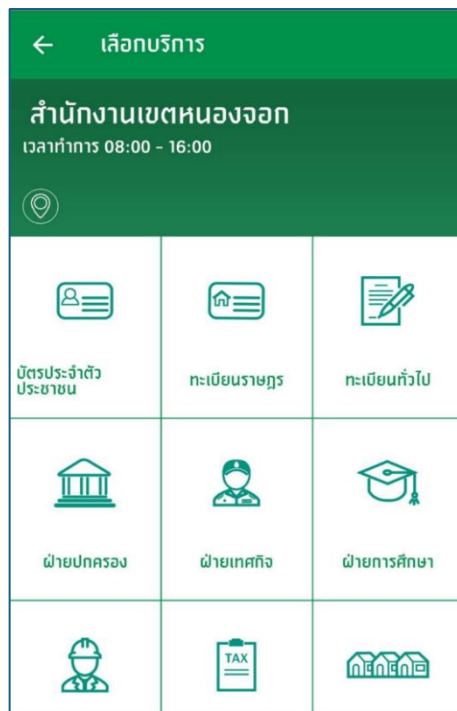 เลือกบริการ
สำนักงานเขตหนองจอก
เวลาทำการ 08:00 - 16:00
บัตรประจำตัว
ประชาชน
ทะเบียนราษฎร
ทะเบียนทั่วไป
ฝ่ายปกครอง
ฝ่ายเทศกิจ
ฝ่ายการศึกษา
TAX